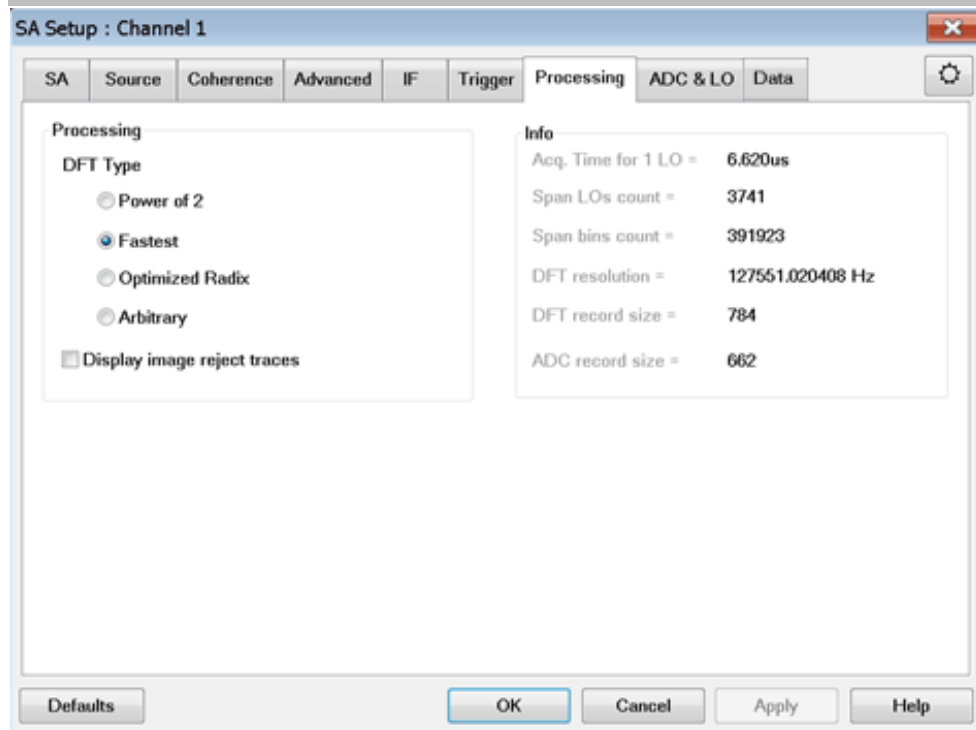 SA Setup : Channel 1
SA Source Coherence Advanced IF Trigger Processing ADC & LO Data
Processing
DFT Type
Power of 2
Fastest
Optimized Radix
Arbitrary
Display image reject traces
Info
Acq. Time for 1 LO = 6.620us
Span LOs count = 3741
Span bins count = 391923
DFT resolution = 127551.020408 Hz
DFT record size = 784
ADC record size = 662
Defaults OK Cancel Apply Help